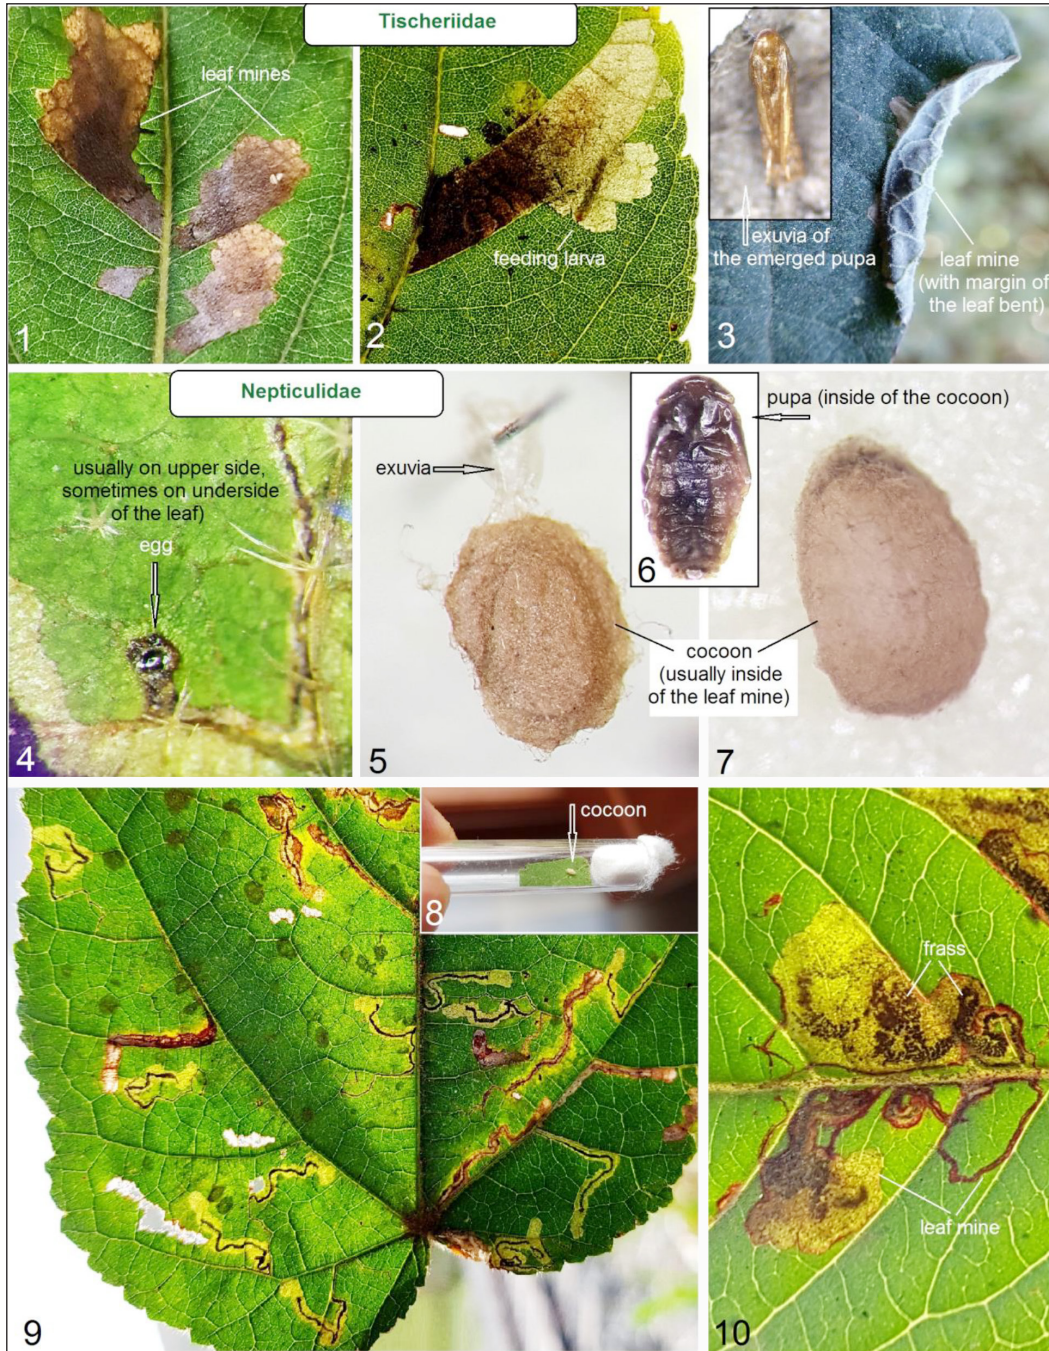 Tischeriidae
leaf mines
1
feeding larva
2
exuvia of
the emerged pupa
leaf mine
(with margin of
the leaf bent)
3
Nepticulidae
usually on upper side,
sometimes on underside
of the leaf)
egg
4
exuvia
5
pupa (inside of the cocoon)
6
cocoon
(usually inside
of the leaf mine)
7
cocoon
8
9
frass
leaf mine
10